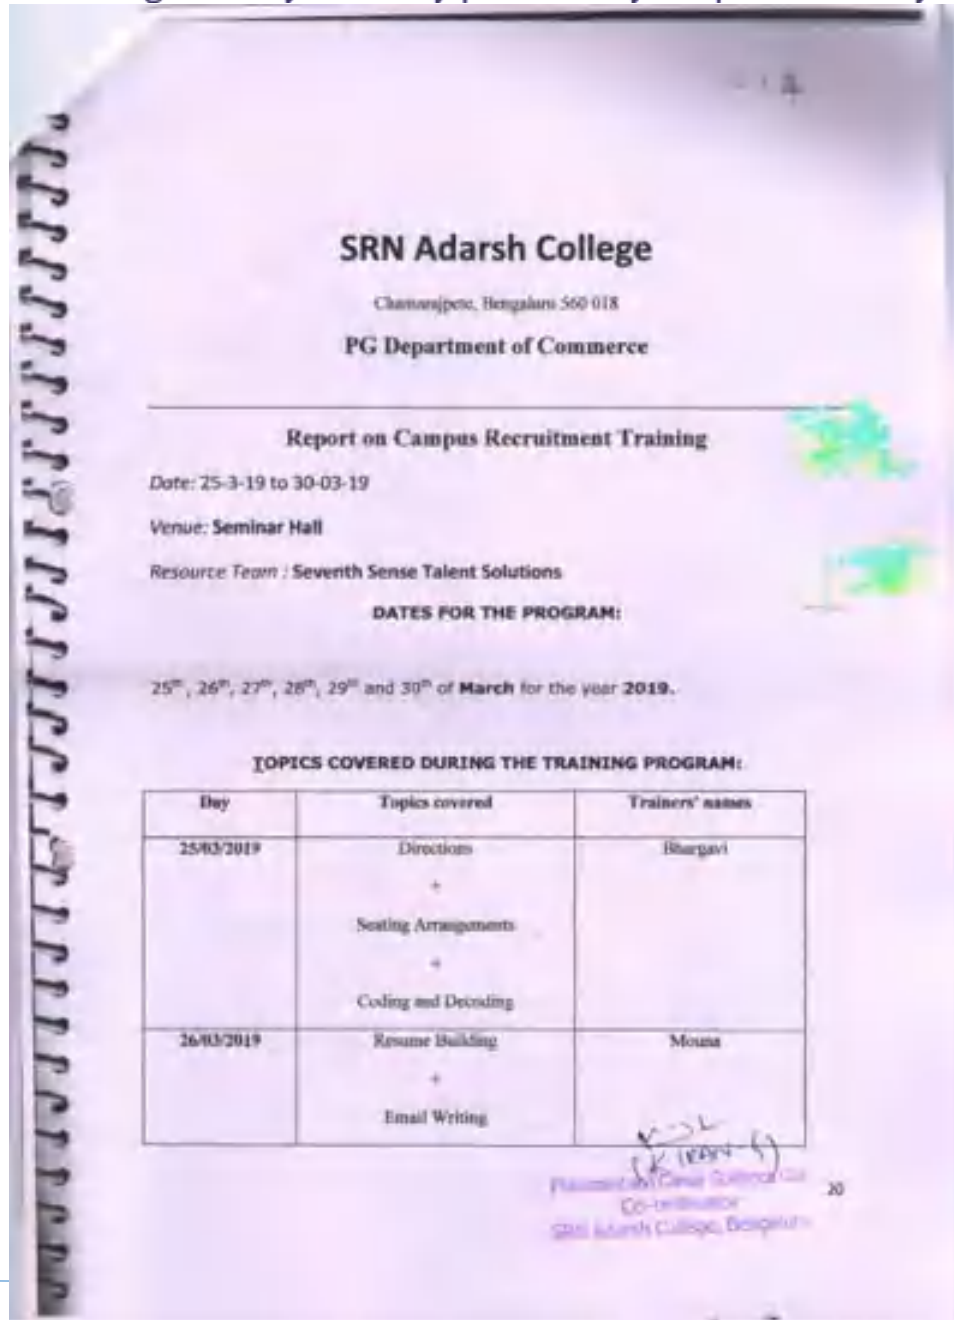 SRN Adarsh College
Chamarajpete, Bengaluru 560 018
PG Department of Commerce
Report on Campus Recruitment Training
Date: 25-3-19 to 30-03-19
Venue: Seminar Hall
Resource Team : Seventh Sense Talent Solutions
DATES FOR THE PROGRAM:
25th, 26th, 27th, 28th, 29th and 30th of March for the year 2019.
TOPICS COVERED DURING THE TRAINING PROGRAM:
Day Topics covered Trainers' names
25/03/2019 Directions Bhargavi
+
Seating Arrangements
+
Coding and Decoding
26/03/2019 Resume Building Mouna
+
Email Writing
(KIRAN-S)
Placement
20
Co-ordinator
SRN Adarsh College, Bengaluru